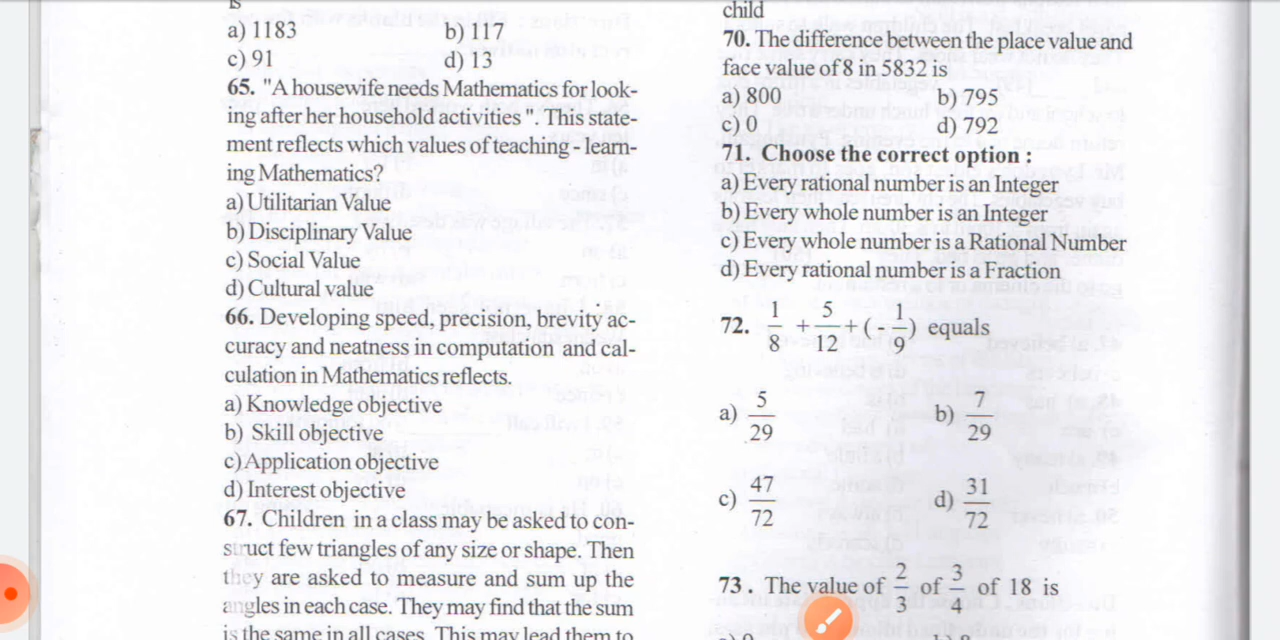 is
a) 1183 b) 117
c) 91 d) 13
65. "A housewife needs Mathematics for look-
ing after her household activities ". This state-
ment reflects which values of teaching - learn-
ing Mathematics?
a) Utilitarian Value
b) Disciplinary Value
c) Social Value
d) Cultural value
66. Developing speed, precision, brevity ac-
curacy and neatness in computation and cal-
culation in Mathematics reflects.
a) Knowledge objective
b) Skill objective
c) Application objective
d) Interest objective
67. Children in a class may be asked to con-
struct few triangles of any size or shape. Then
they are asked to measure and sum up the
angles in each case. They may find that the sum
is the same in all cases. This may lead them to
child
70. The difference between the place value and
face value of 8 in 5832 is
a) 800 b) 795
c) 0 d) 792
71. Choose the correct option :
a) Every rational number is an Integer
b) Every whole number is an Integer
c) Every whole number is a Rational Number
d) Every rational number is a Fraction
72. 1/8 + 5/12 + ( - 1/9 ) equals
a) 5/29 b) 7/29
c) 47/72 d) 31/72
73. The value of 2/3 of 3/4 of 18 is